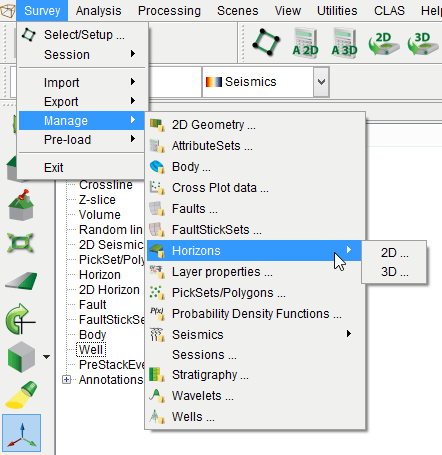 Survey Analysis Processing Scenes View Utilities CLAS Help
Select/Setup ...
Session
Import
Export
Manage
Pre-load
Exit
A 2D A 3D 2D 3D
Seismics
2D Geometry ...
AttributeSets ...
Body ...
Cross Plot data ...
Faults ...
FaultStickSets ...
Horizons
Layer properties ...
PickSets/Polygons ...
P(x) Probability Density Functions ...
Seismics
Sessions ...
Stratigraphy ...
Wavelets ...
Wells ...
2D ...
3D ...
Crossline
Z-slice
Volume
Random lin
2D Seismic
PickSet/Poly
Horizon
2D Horizon
Fault
FaultStickSe
Body
Well
PreStackEve
Annotations